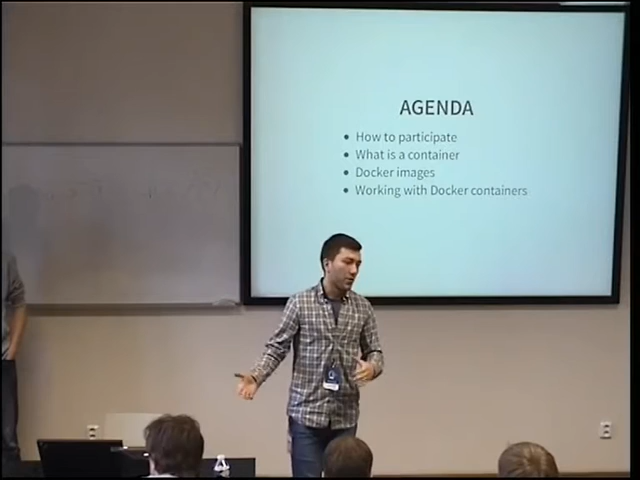 AGENDA
• How to participate
• What is a container
• Docker images
• Working with Docker containers